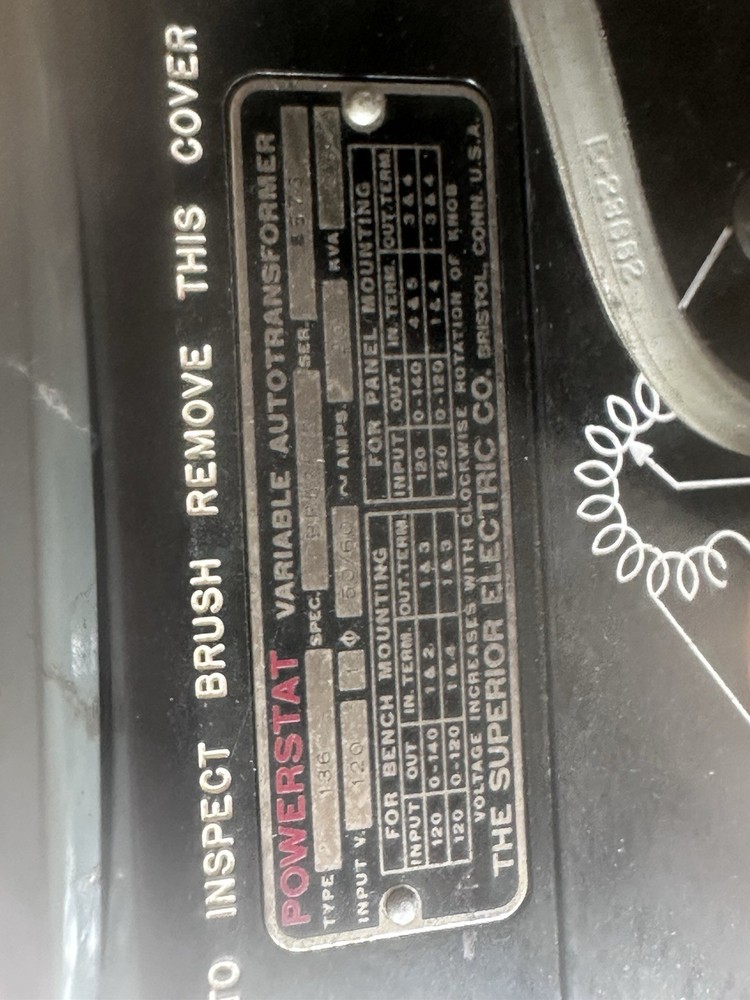 TO INSPECT BRUSH REMOVE THIS COVER
POWERSTAT VARIABLE AUTOTRANSFORMER
TYPE 136 SPEC. SER.
INPUT V. 120 1 Φ 50/60 ~ AMPS. KVA
FOR BENCH MOUNTING
INPUT OUT IN. TERM. OUT. TERM.
120 0-140 1 & 2 1 & 3
120 0-120 1 & 4 1 & 3
FOR PANEL MOUNTING
INPUT OUT. IN. TERM. OUT. TERM.
120 0-140 4 & 5 3 & 4
120 0-120 1 & 4 3 & 4
VOLTAGE INCREASES WITH CLOCKWISE ROTATION OF KNOB
THE SUPERIOR ELECTRIC CO. BRISTOL, CONN. U.S.A.